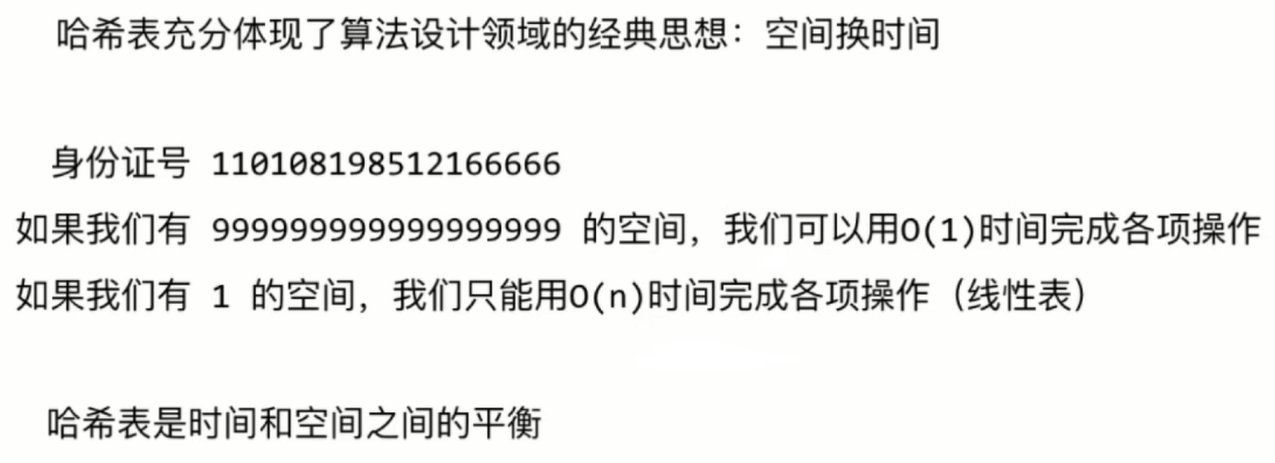 哈希表充分体现了算法设计领域的经典思想：空间换时间
身份证号 110108198512166666
如果我们有 999999999999999999 的空间，我们可以用O(1)时间完成各项操作
如果我们有 1 的空间，我们只能用O(n)时间完成各项操作（线性表）
哈希表是时间和空间之间的平衡